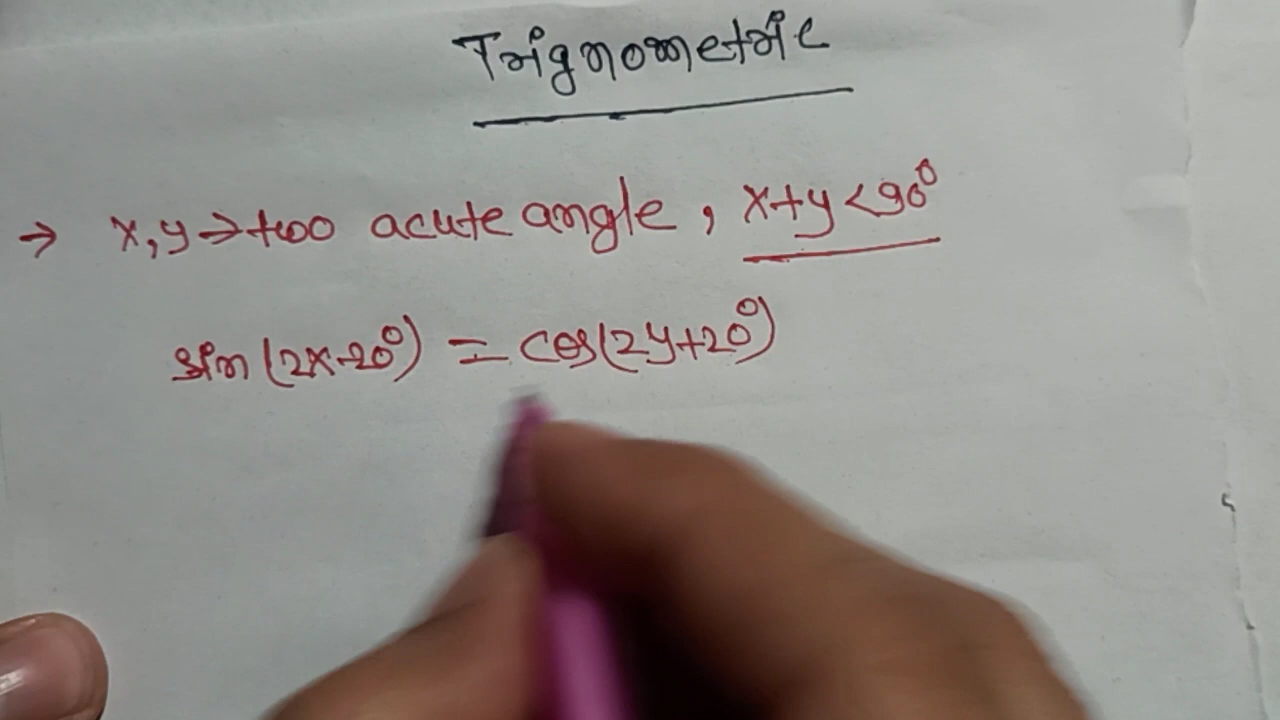 Trignometric
→ x,y→two acute angle, x+y<90°
sin(2x-20°) = cos(2y+20°)